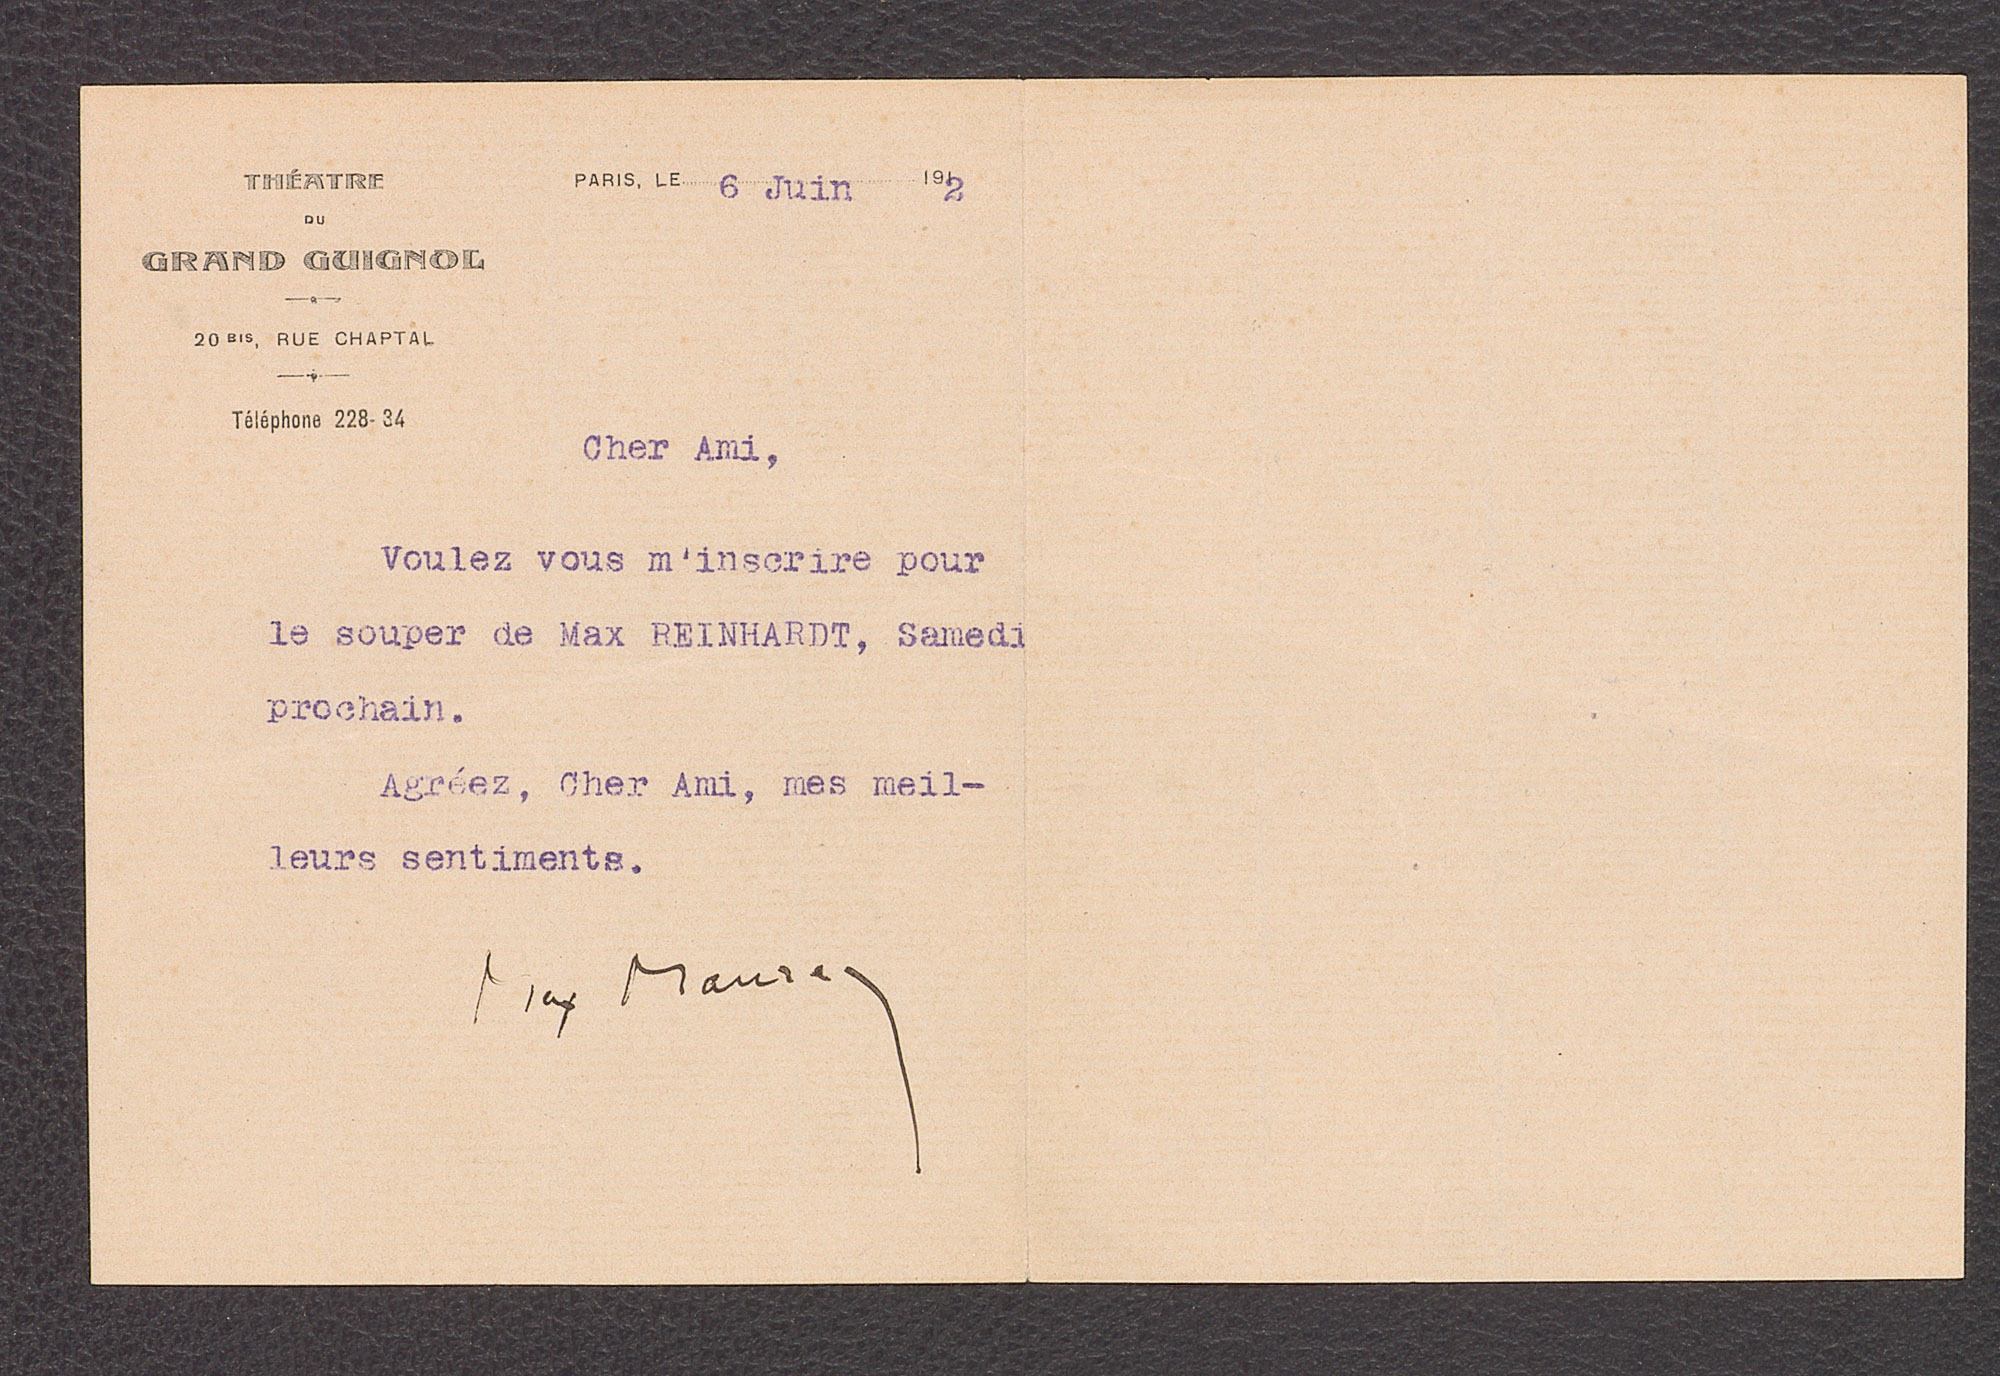 THÉATRE
DU
GRAND GUIGNOL
20 BIS, RUE CHAPTAL
Téléphone 228-34
PARIS, LE 6 Juin 1912
Cher Ami,
Voulez vous m'inscrire pour
le souper de Max REINHARDT, Samedi
prochain.
Agréez, Cher Ami, mes meil-
leurs sentiments.
Max Maurey